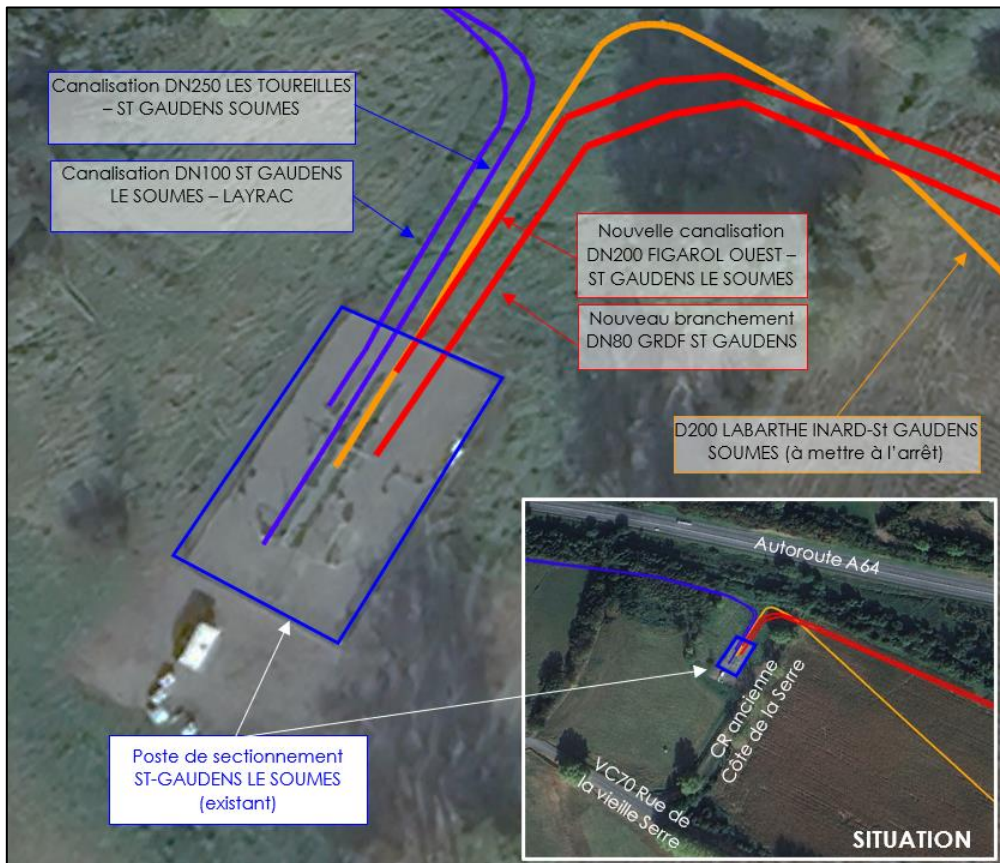 Canalisation DN250 LES TOUREILLES
– ST GAUDENS SOUMES
Canalisation DN100 ST GAUDENS
LE SOUMES – LAYRAC
Nouvelle canalisation
DN200 FIGAROL OUEST –
ST GAUDENS LE SOUMES
Nouveau branchement
DN80 GRDF ST GAUDENS
D200 LABARTHE INARD-St GAUDENS
SOUMES (à mettre à l’arrêt)
Poste de sectionnement
ST-GAUDENS LE SOUMES
(existant)
Autoroute A64
CR ancienne
Côte de la Serre
VC70 Rue de
la vieille Serre
SITUATION